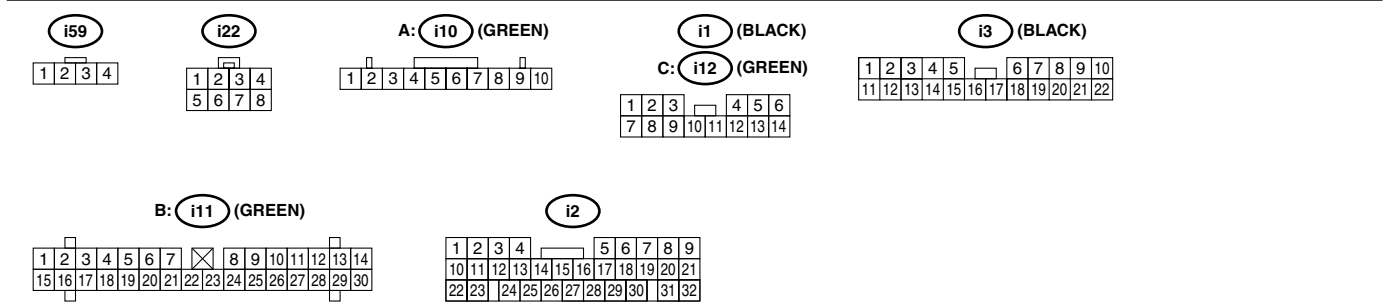 i59
i22
A: i10 (GREEN)
i1 (BLACK)
C: i12 (GREEN)
i3 (BLACK)
1 2 3 4
1 2 3 4
5 6 7 8
1 2 3 4 5 6 7 8 9 10
1 2 3 4 5 6
7 8 9 10 11 12 13 14
1 2 3 4 5 6 7 8 9 10
11 12 13 14 15 16 17 18 19 20 21 22
B: i11 (GREEN)
i2
1 2 3 4 5 6 7 8 9 10 11 12 13 14
15 16 17 18 19 20 21 22 23 24 25 26 27 28 29 30
1 2 3 4 5 6 7 8 9
10 11 12 13 14 15 16 17 18 19 20 21
22 23 24 25 26 27 28 29 30 31 32